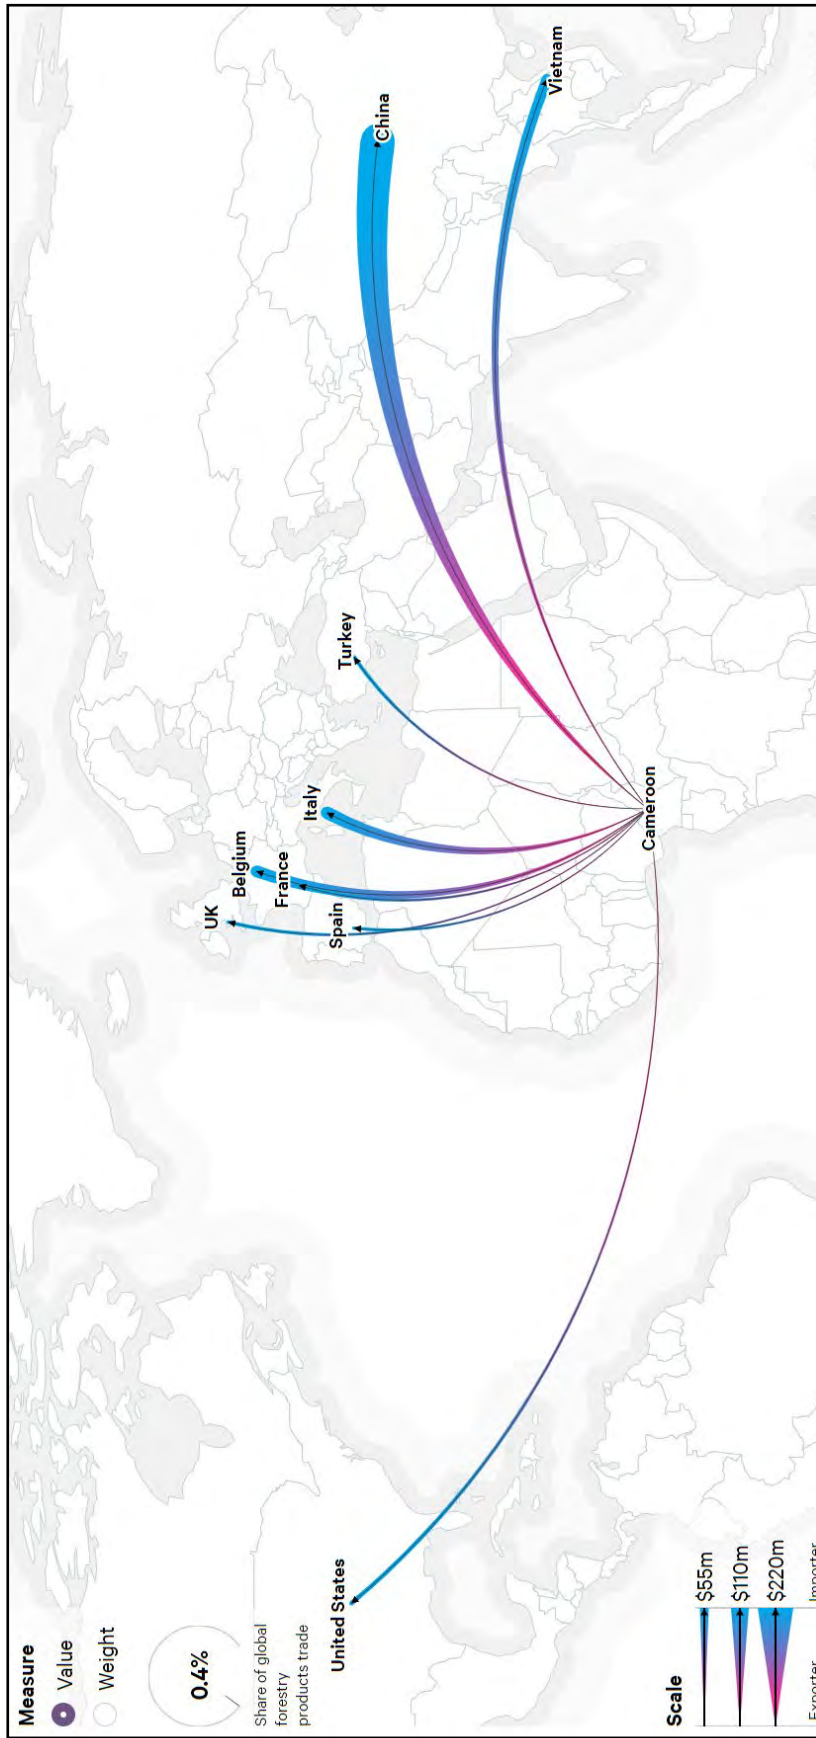 Measure
Value
Weight
0.4%
Share of global
forestry
products trade
United States
UK
Belgium
France
Spain
Italy
Turkey
China
Vietnam
Cameroon
Scale
$55m
$110m
$220m
Exporter
Importer